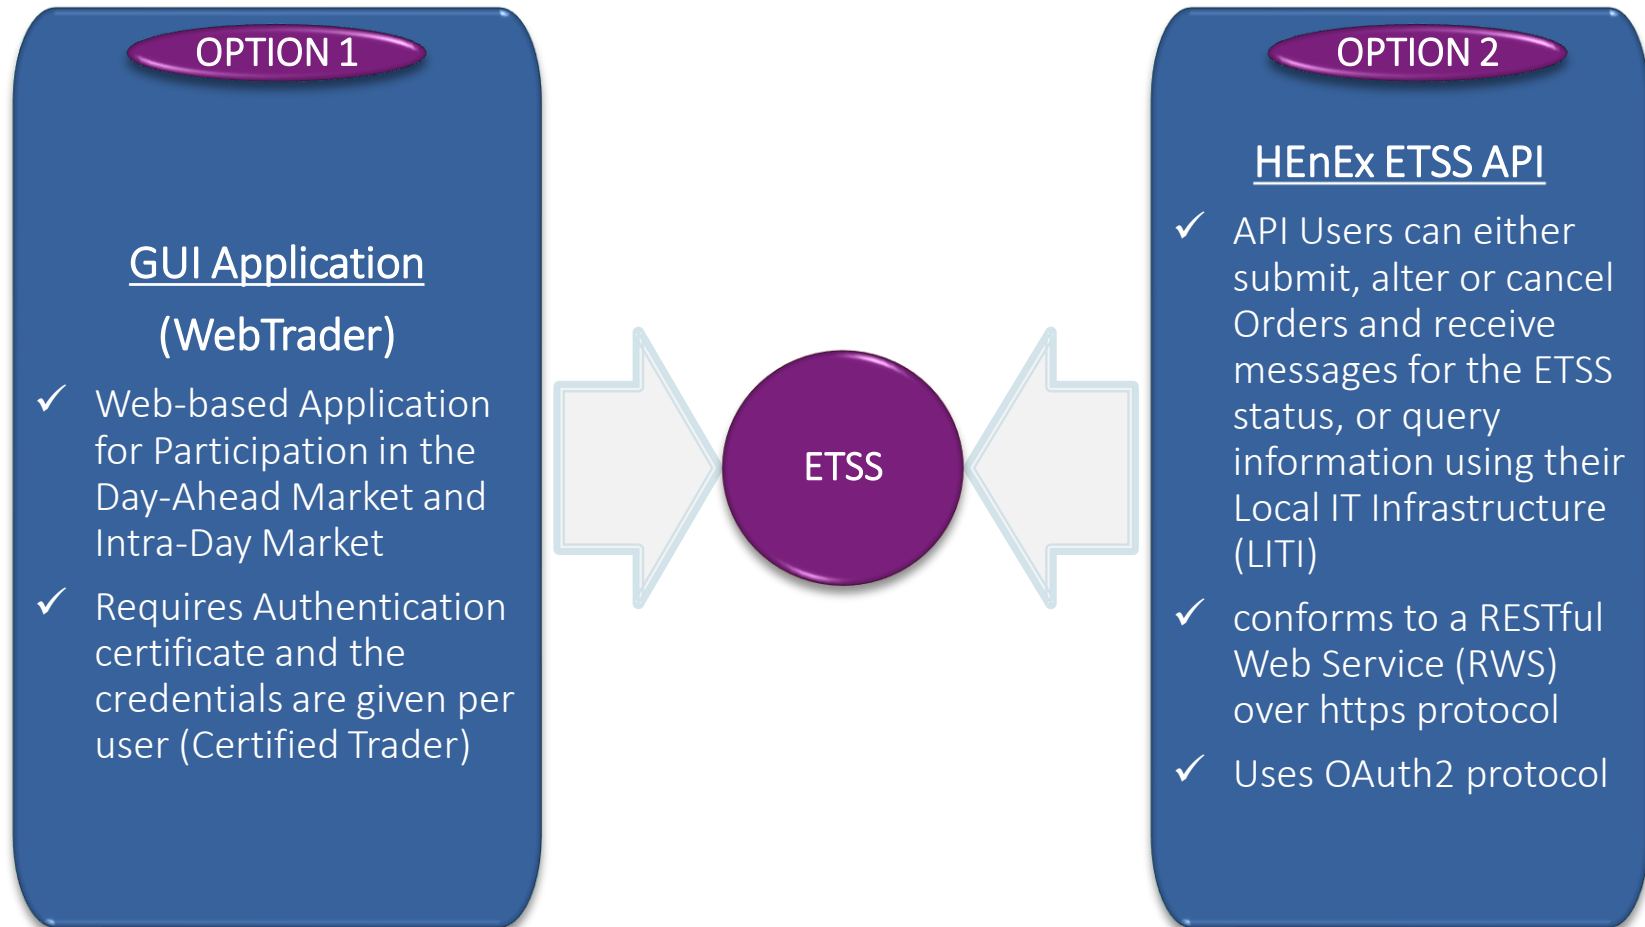 OPTION 1
GUI Application
(WebTrader)
✓ Web-based Application
for Participation in the
Day-Ahead Market and
Intra-Day Market
✓ Requires Authentication
certificate and the
credentials are given per
user (Certified Trader)
ETSS
OPTION 2
HEnEx ETSS API
✓ API Users can either
submit, alter or cancel
Orders and receive
messages for the ETSS
status, or query
information using their
Local IT Infrastructure
(LITI)
✓ conforms to a RESTful
Web Service (RWS)
over https protocol
✓ Uses OAuth2 protocol